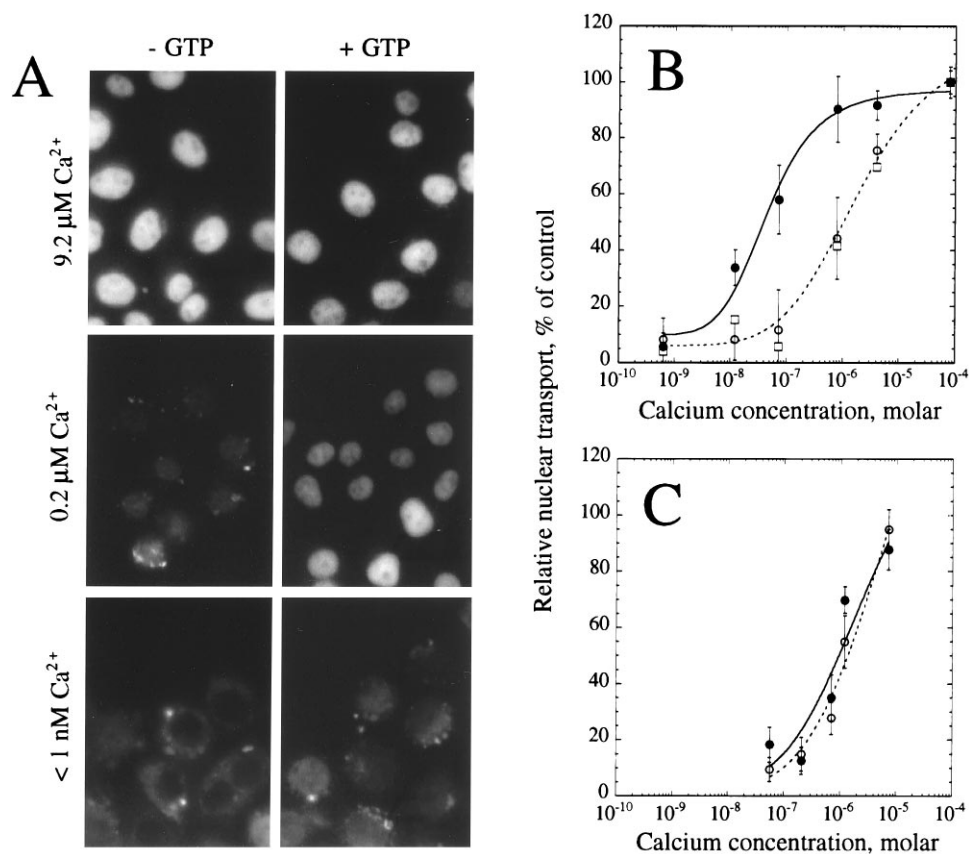 A
- GTP
+ GTP
9.2 µM Ca²⁺
0.2 µM Ca²⁺
< 1 nM Ca²⁺
Relative nuclear transport, % of control
B
120
100
80
60
40
20
0
10⁻¹⁰ 10⁻⁹ 10⁻⁸ 10⁻⁷ 10⁻⁶ 10⁻⁵ 10⁻⁴
Calcium concentration, molar
C
120
100
80
60
40
20
0
10⁻¹⁰ 10⁻⁹ 10⁻⁸ 10⁻⁷ 10⁻⁶ 10⁻⁵ 10⁻⁴
Calcium concentration, molar